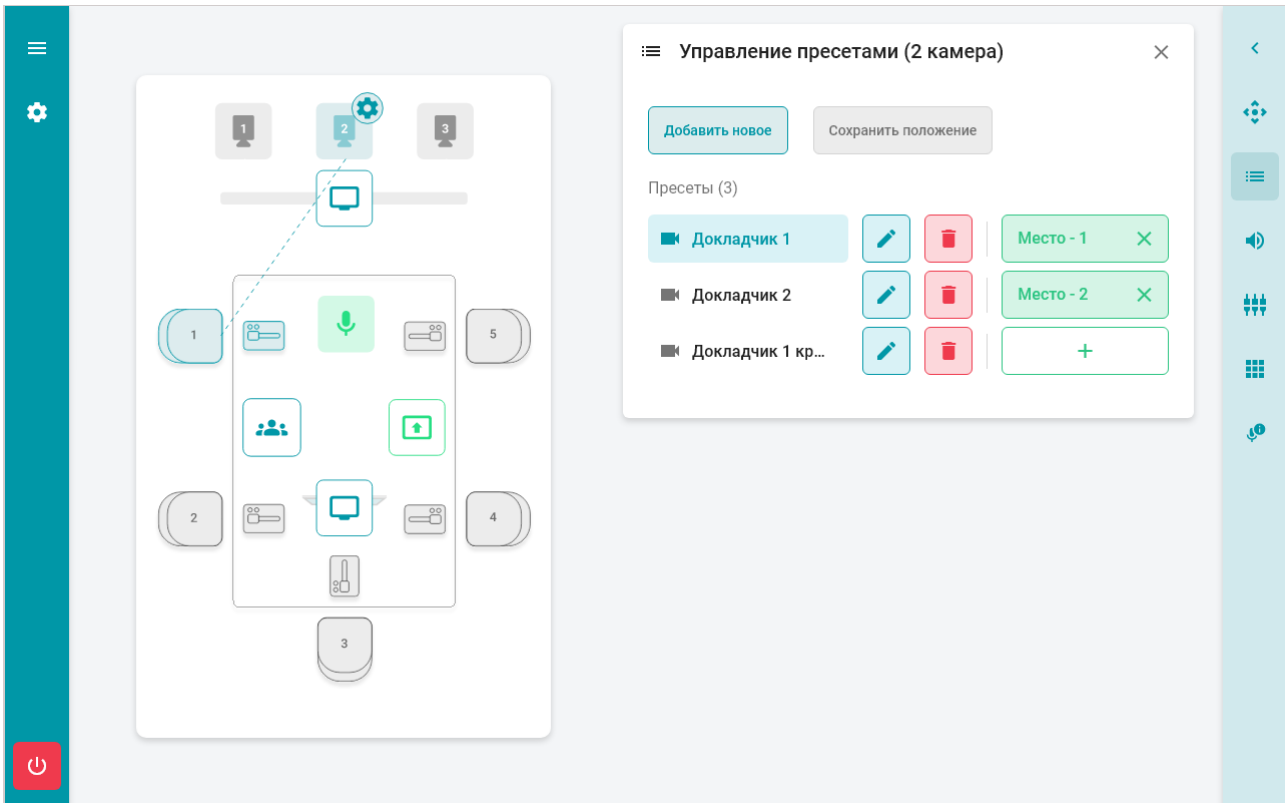 Управление пресетами (2 камера)
Добавить новое
Сохранить положение
Пресеты (3)
Докладчик 1
Место - 1
Докладчик 2
Место - 2
Докладчик 1 кр...
1
2
3
1
5
2
4
3